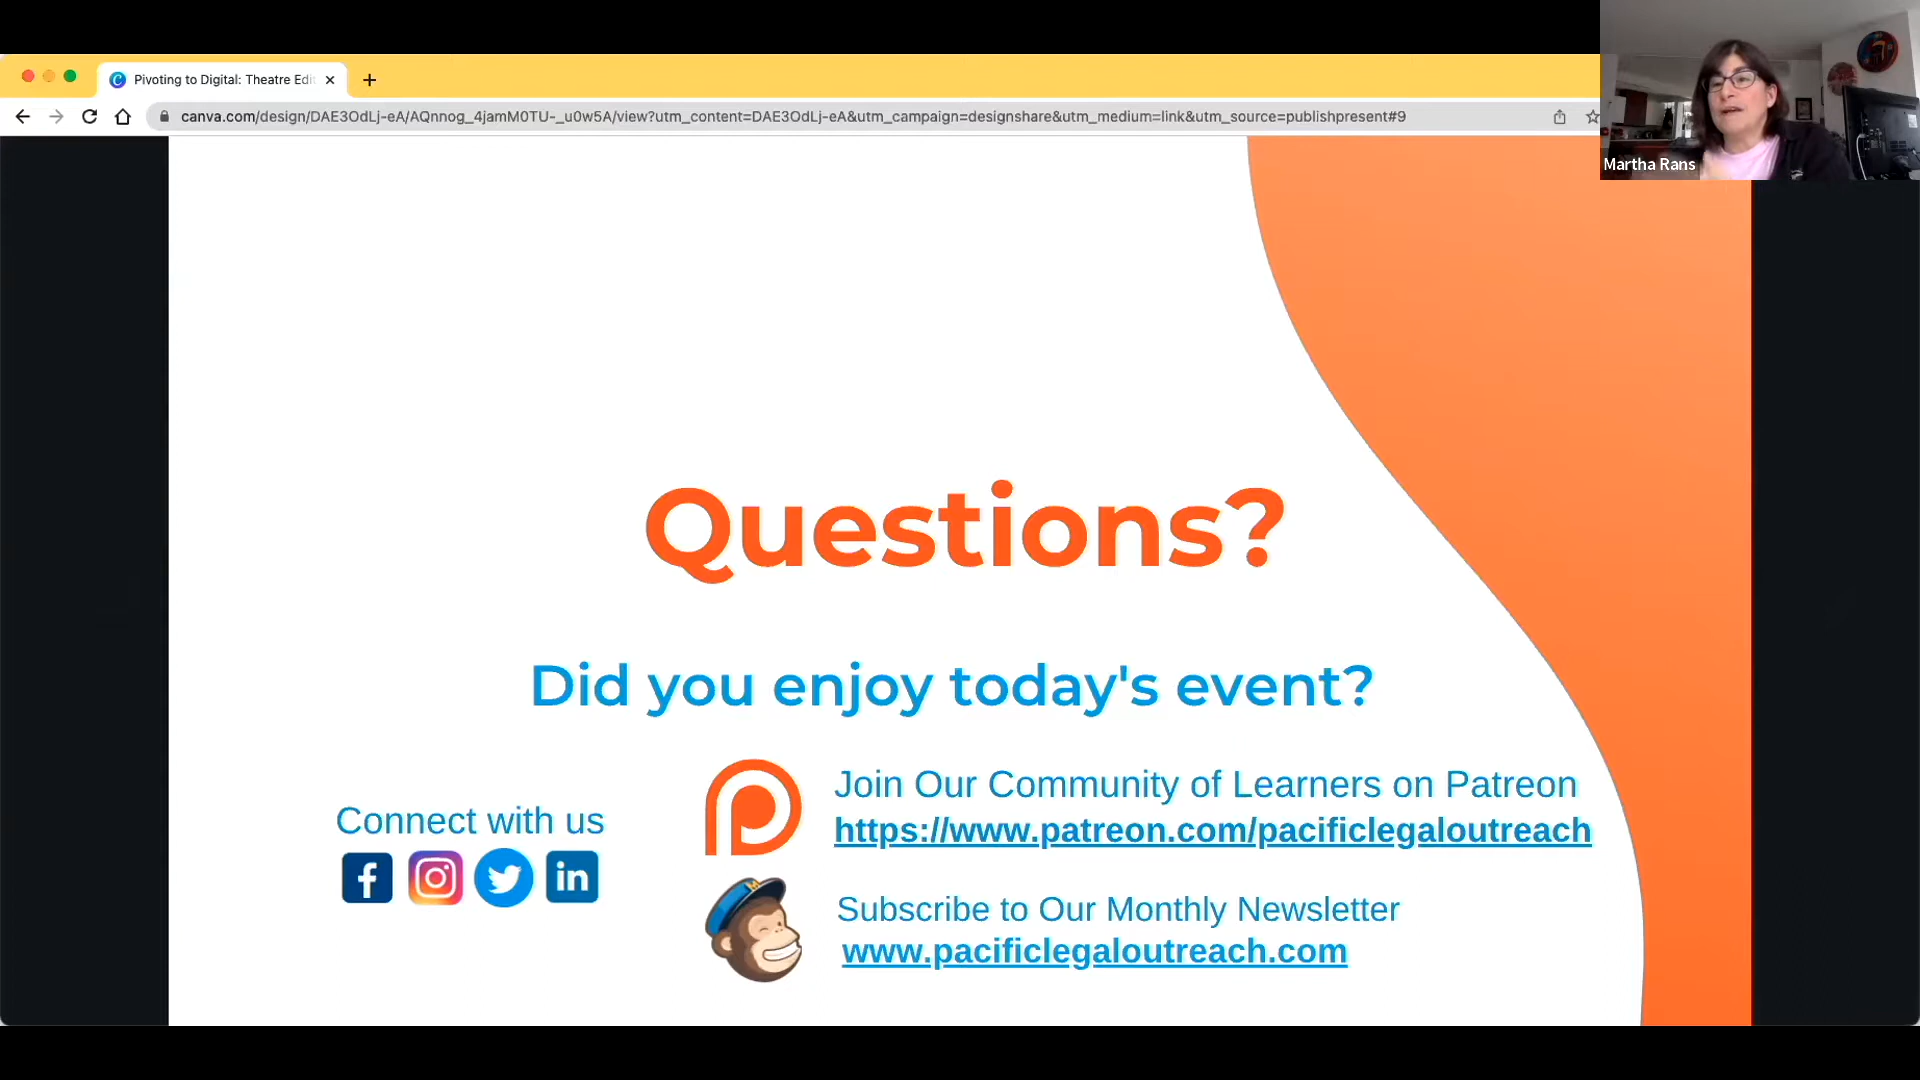 Pivoting to Digital: Theatre Edi
canva.com/design/DAE3OdLj-eA/AQnnog_4jamM0TU-_u0w5A/view?utm_content=DAE3OdLj-eA&utm_campaign=designshare&utm_medium=link&utm_source=publishpresent#9
Martha Rans
Questions?
Did you enjoy today's event?
Connect with us
Join Our Community of Learners on Patreon
https://www.patreon.com/pacificlegaloutreach
Subscribe to Our Monthly Newsletter
www.pacificlegaloutreach.com